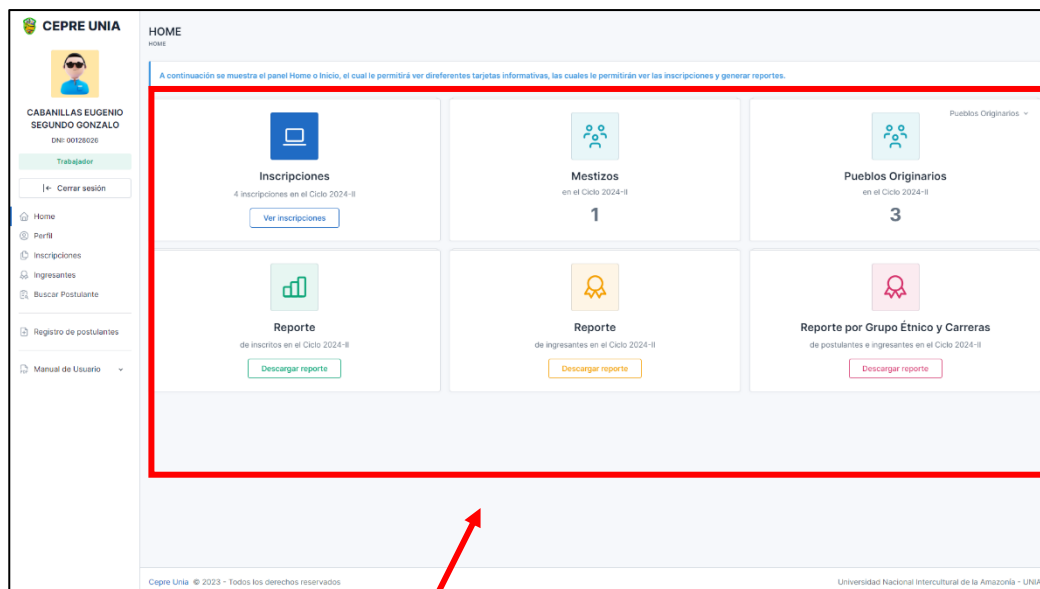 CEPRE UNIA
CABANILLAS EUGENIO
SEGUNDO GONZALO
DNI: 00128026
Trabajador
Cerrar sesión
Home
Perfil
Inscripciones
Ingresantes
Buscar Postulante
Registro de postulantes
Manual de Usuario
HOME
HOME
A continuación se muestra el panel Home o Inicio, el cual le permitirá ver direferentes tarjetas informativas, las cuales le permitirán ver las inscripciones y generar reportes.
Inscripciones
4 inscripciones en el Ciclo 2024-II
Ver inscripciones
Mestizos
en el Ciclo 2024-II
1
Pueblos Originarios
Pueblos Originarios
en el Ciclo 2024-II
3
Reporte
de inscritos en el Ciclo 2024-II
Descargar reporte
Reporte
de ingresantes en el Ciclo 2024-II
Descargar reporte
Reporte por Grupo Étnico y Carreras
de postulantes e ingresantes en el Ciclo 2024-II
Descargar reporte
Cepre Unia © 2023 - Todos los derechos reservados
Universidad Nacional Intercultural de la Amazonía - UNIA